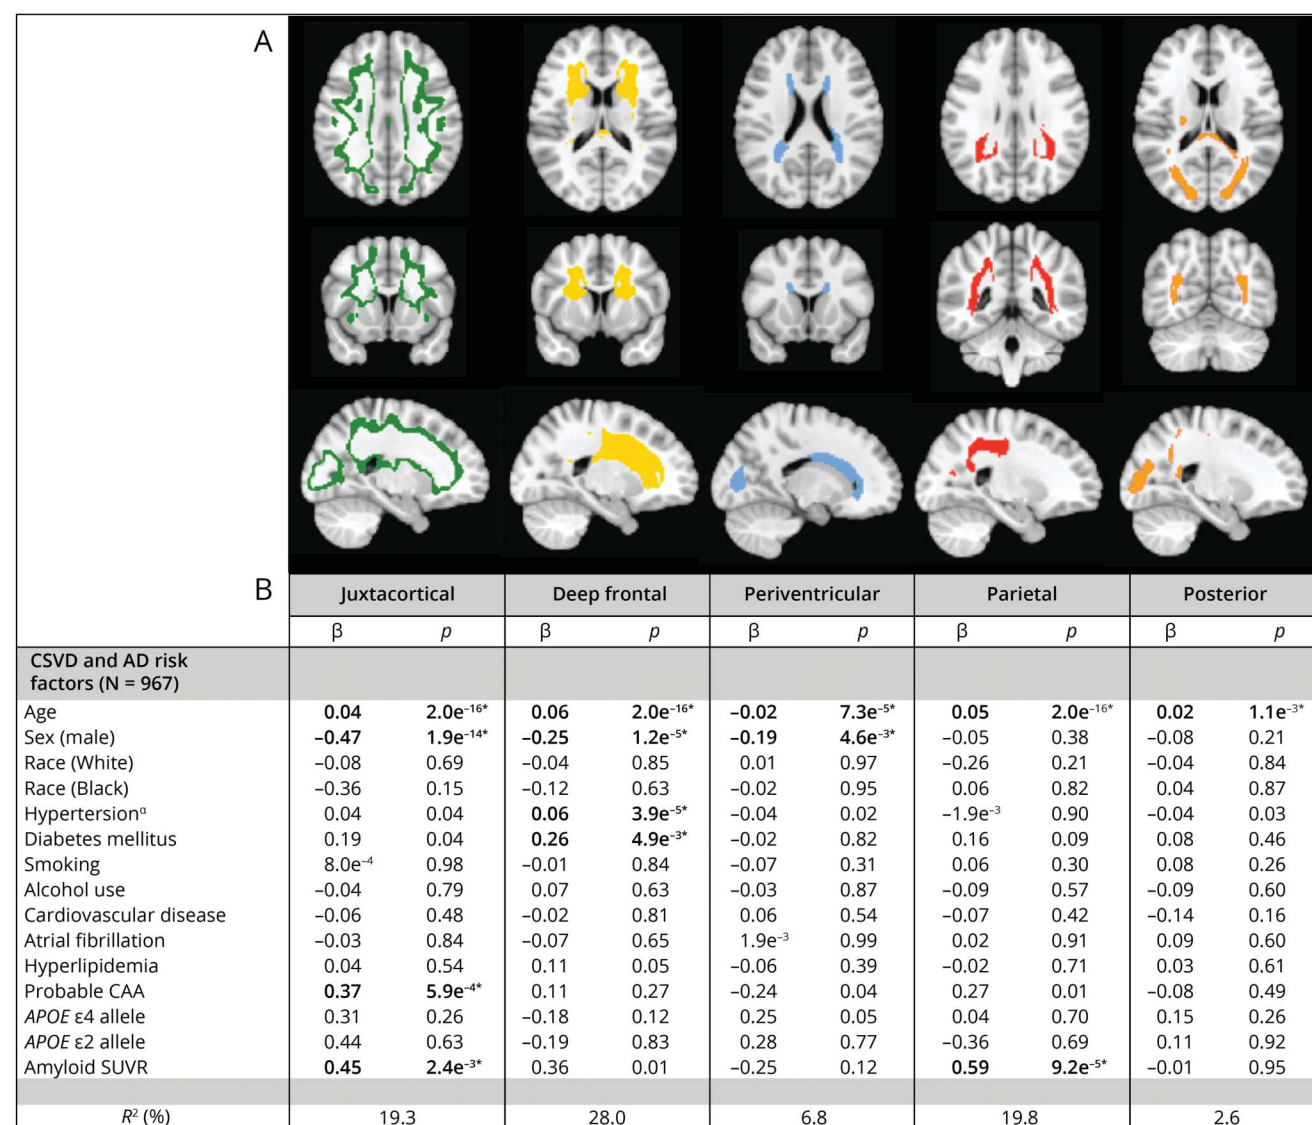 A
B
Juxtacortical Deep frontal Periventricular Parietal Posterior
β p β p β p β p β p
CSVD and AD risk
factors (N = 967)
Age 0.04 2.0e⁻¹⁶* 0.06 2.0e⁻¹⁶* –0.02 7.3e⁻⁵* 0.05 2.0e⁻¹⁶* 0.02 1.1e⁻³*
Sex (male) –0.47 1.9e⁻¹⁴* –0.25 1.2e⁻⁵* –0.19 4.6e⁻³* –0.05 0.38 –0.08 0.21
Race (White) –0.08 0.69 –0.04 0.85 0.01 0.97 –0.26 0.21 –0.04 0.84
Race (Black) –0.36 0.15 –0.12 0.63 –0.02 0.95 0.06 0.82 0.04 0.87
Hypertersionᵅ 0.04 0.04 0.06 3.9e⁻⁵* –0.04 0.02 –1.9e⁻³ 0.90 –0.04 0.03
Diabetes mellitus 0.19 0.04 0.26 4.9e⁻³* –0.02 0.82 0.16 0.09 0.08 0.46
Smoking 8.0e⁻⁴ 0.98 –0.01 0.84 –0.07 0.31 0.06 0.30 0.08 0.26
Alcohol use –0.04 0.79 0.07 0.63 –0.03 0.87 –0.09 0.57 –0.09 0.60
Cardiovascular disease –0.06 0.48 –0.02 0.81 0.06 0.54 –0.07 0.42 –0.14 0.16
Atrial fibrillation –0.03 0.84 –0.07 0.65 1.9e⁻³ 0.99 0.02 0.91 0.09 0.60
Hyperlipidemia 0.04 0.54 0.11 0.05 –0.06 0.39 –0.02 0.71 0.03 0.61
Probable CAA 0.37 5.9e⁻⁴* 0.11 0.27 –0.24 0.04 0.27 0.01 –0.08 0.49
APOE ε4 allele 0.31 0.26 –0.18 0.12 0.25 0.05 0.04 0.70 0.15 0.26
APOE ε2 allele 0.44 0.63 –0.19 0.83 0.28 0.77 –0.36 0.69 0.11 0.92
Amyloid SUVR 0.45 2.4e⁻³* 0.36 0.01 –0.25 0.12 0.59 9.2e⁻⁵* –0.01 0.95
R² (%) 19.3 28.0 6.8 19.8 2.6